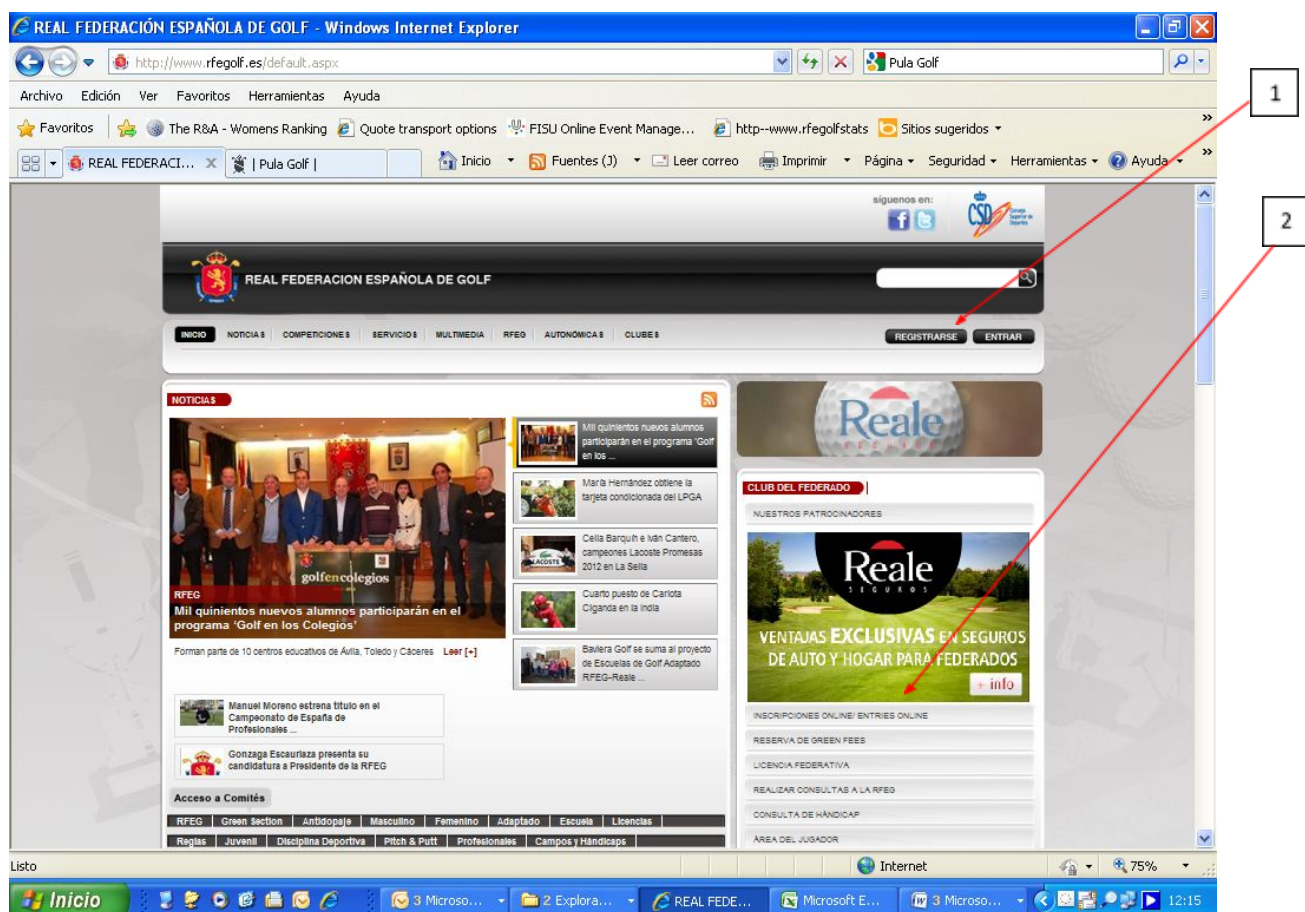 REAL FEDERACIÓN ESPAÑOLA DE GOLF - Windows Internet Explorer
http://www.rfegolf.es/default.aspx
Pula Golf
Archivo Edición Ver Favoritos Herramientas Ayuda
1
Favoritos The R&A - Womens Ranking Quote transport options FISU Online Event Manage... http--www.rfegolfstats Sitios sugeridos
REAL FEDERACI... X | Pula Golf | Inicio Fuentes (J) Leer correo Imprimir Página Seguridad Herramientas Ayuda
síguenos en:
CSD Consejo Superior de Deportes
2
REAL FEDERACION ESPAÑOLA DE GOLF
INICIO NOTICIAS COMPETICIONES SERVICIOS MULTIMEDIA RFEG AUTONÓMICAS CLUBES REGISTRARSE ENTRAR
NOTICIAS
golfencolegios
RFEG
Mil quinientos nuevos alumnos participarán en el
programa 'Golf en los Colegios'
Forman parte de 10 centros educativos de Ávila, Toledo y Cáceres Leer [+]
Mil quinientos nuevos alumnos
participarán en el programa 'Golf
en los ...
María Hernández obtiene la
tarjeta condicionada del LPGA
LACOSTE
Celia Barquín e Iván Cantero,
campeones Lacoste Promesas
2012 en La Sella
Cuarto puesto de Carlota
Ciganda en la India
Baviera Golf se suma al proyecto
de Escuelas de Golf Adaptado
RFEG-Reale ...
Manuel Moreno estrena título en el
Campeonato de España de
Profesionales ...
Gonzaga Escauriaza presenta su
candidatura a Presidente de la RFEG
Acceso a Comités
RFEG Green Section Antidopaje Masculino Femenino Adaptado Escuela Licencias
Reglas Juvenil Disciplina Deportiva Pitch & Putt Profesionales Campos y Hándicaps
Reale
SEGUROS
CLUB DEL FEDERADO
NUESTROS PATROCINADORES
Reale
SEGUROS
VENTAJAS EXCLUSIVAS EN SEGUROS
DE AUTO Y HOGAR PARA FEDERADOS
+ info
INSCRIPCIONES ONLINE/ ENTRIES ONLINE
RESERVA DE GREEN FEES
LICENCIA FEDERATIVA
REALIZAR CONSULTAS A LA RFEG
CONSULTA DE HÁNDICAP
ÁREA DEL JUGADOR
Listo Internet 75%
Inicio 3 Microso... 2 Explora... REAL FEDE... Microsoft E... 3 Microso... 12:15